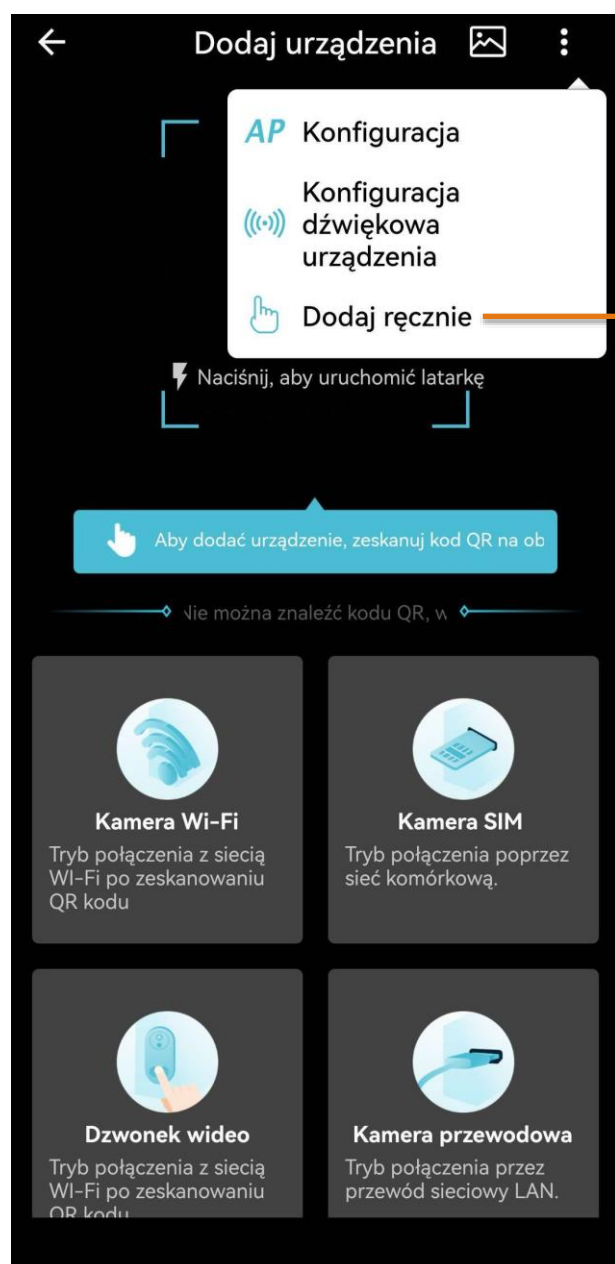 Dodaj urządzenia
AP Konfiguracja
Konfiguracja
dźwiękowa
urządzenia
Dodaj ręcznie
Naciśnij, aby uruchomić latarkę
Aby dodać urządzenie, zeskanuj kod QR na ob
Nie można znaleźć kodu QR, w
Kamera Wi-Fi
Tryb połączenia z siecią
WI-Fi po zeskanowaniu
QR kodu
Kamera SIM
Tryb połączenia poprzez
sieć komórkową.
Dzwonek wideo
Tryb połączenia z siecią
WI-Fi po zeskanowaniu
QR kodu
Kamera przewodowa
Tryb połączenia przez
przewód sieciowy LAN.